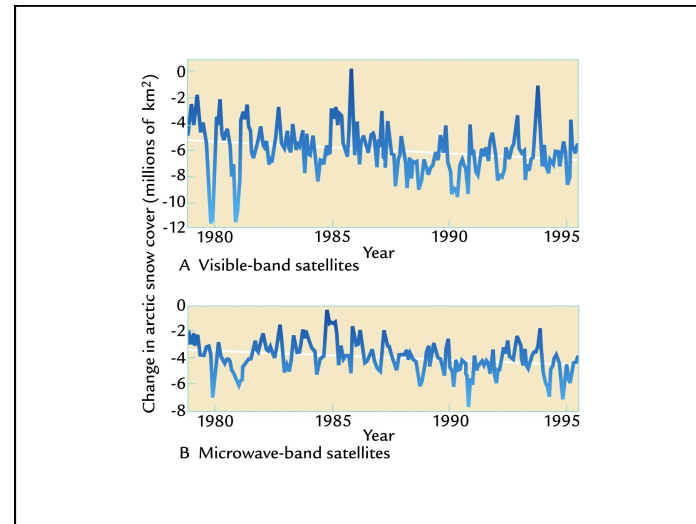 Change in arctic snow cover (millions of km²)
0
-2
-4
-6
-8
-10
-12
1980 1985 1990 1995
Year
A Visible-band satellites
0
-2
-4
-6
-8
1980 1985 1990 1995
Year
B Microwave-band satellites